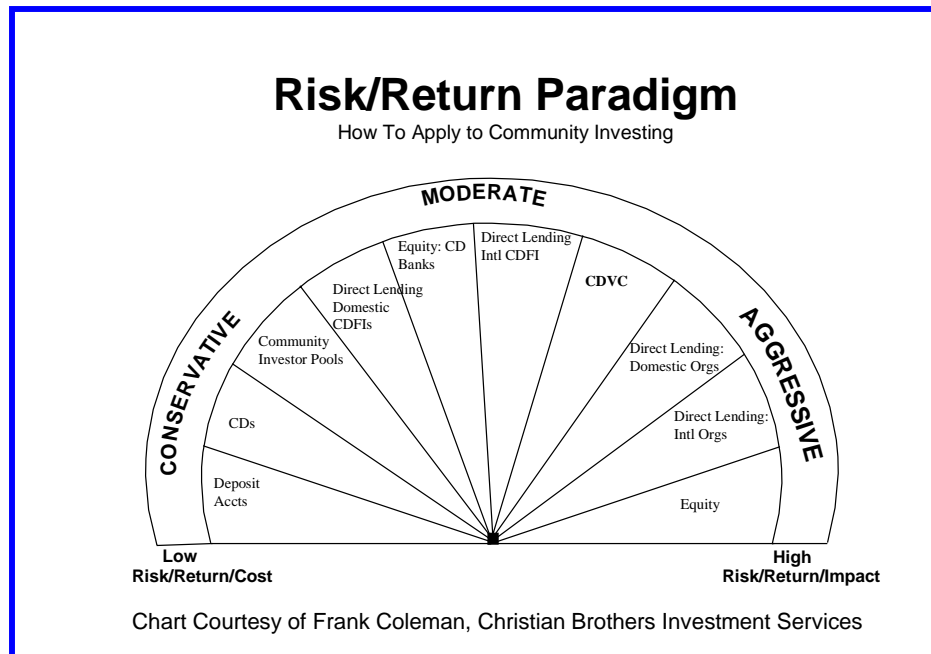 Risk/Return Paradigm
How To Apply to Community Investing
MODERATE
CONSERVATIVE
AGGRESSIVE
Deposit
Accts
CDs
Community
Investor Pools
Direct Lending
Domestic
CDFIs
Equity: CD
Banks
Direct Lending
Intl CDFI
CDVC
Direct Lending:
Domestic Orgs
Direct Lending:
Intl Orgs
Equity
Low
Risk/Return/Cost
High
Risk/Return/Impact
Chart Courtesy of Frank Coleman, Christian Brothers Investment Services